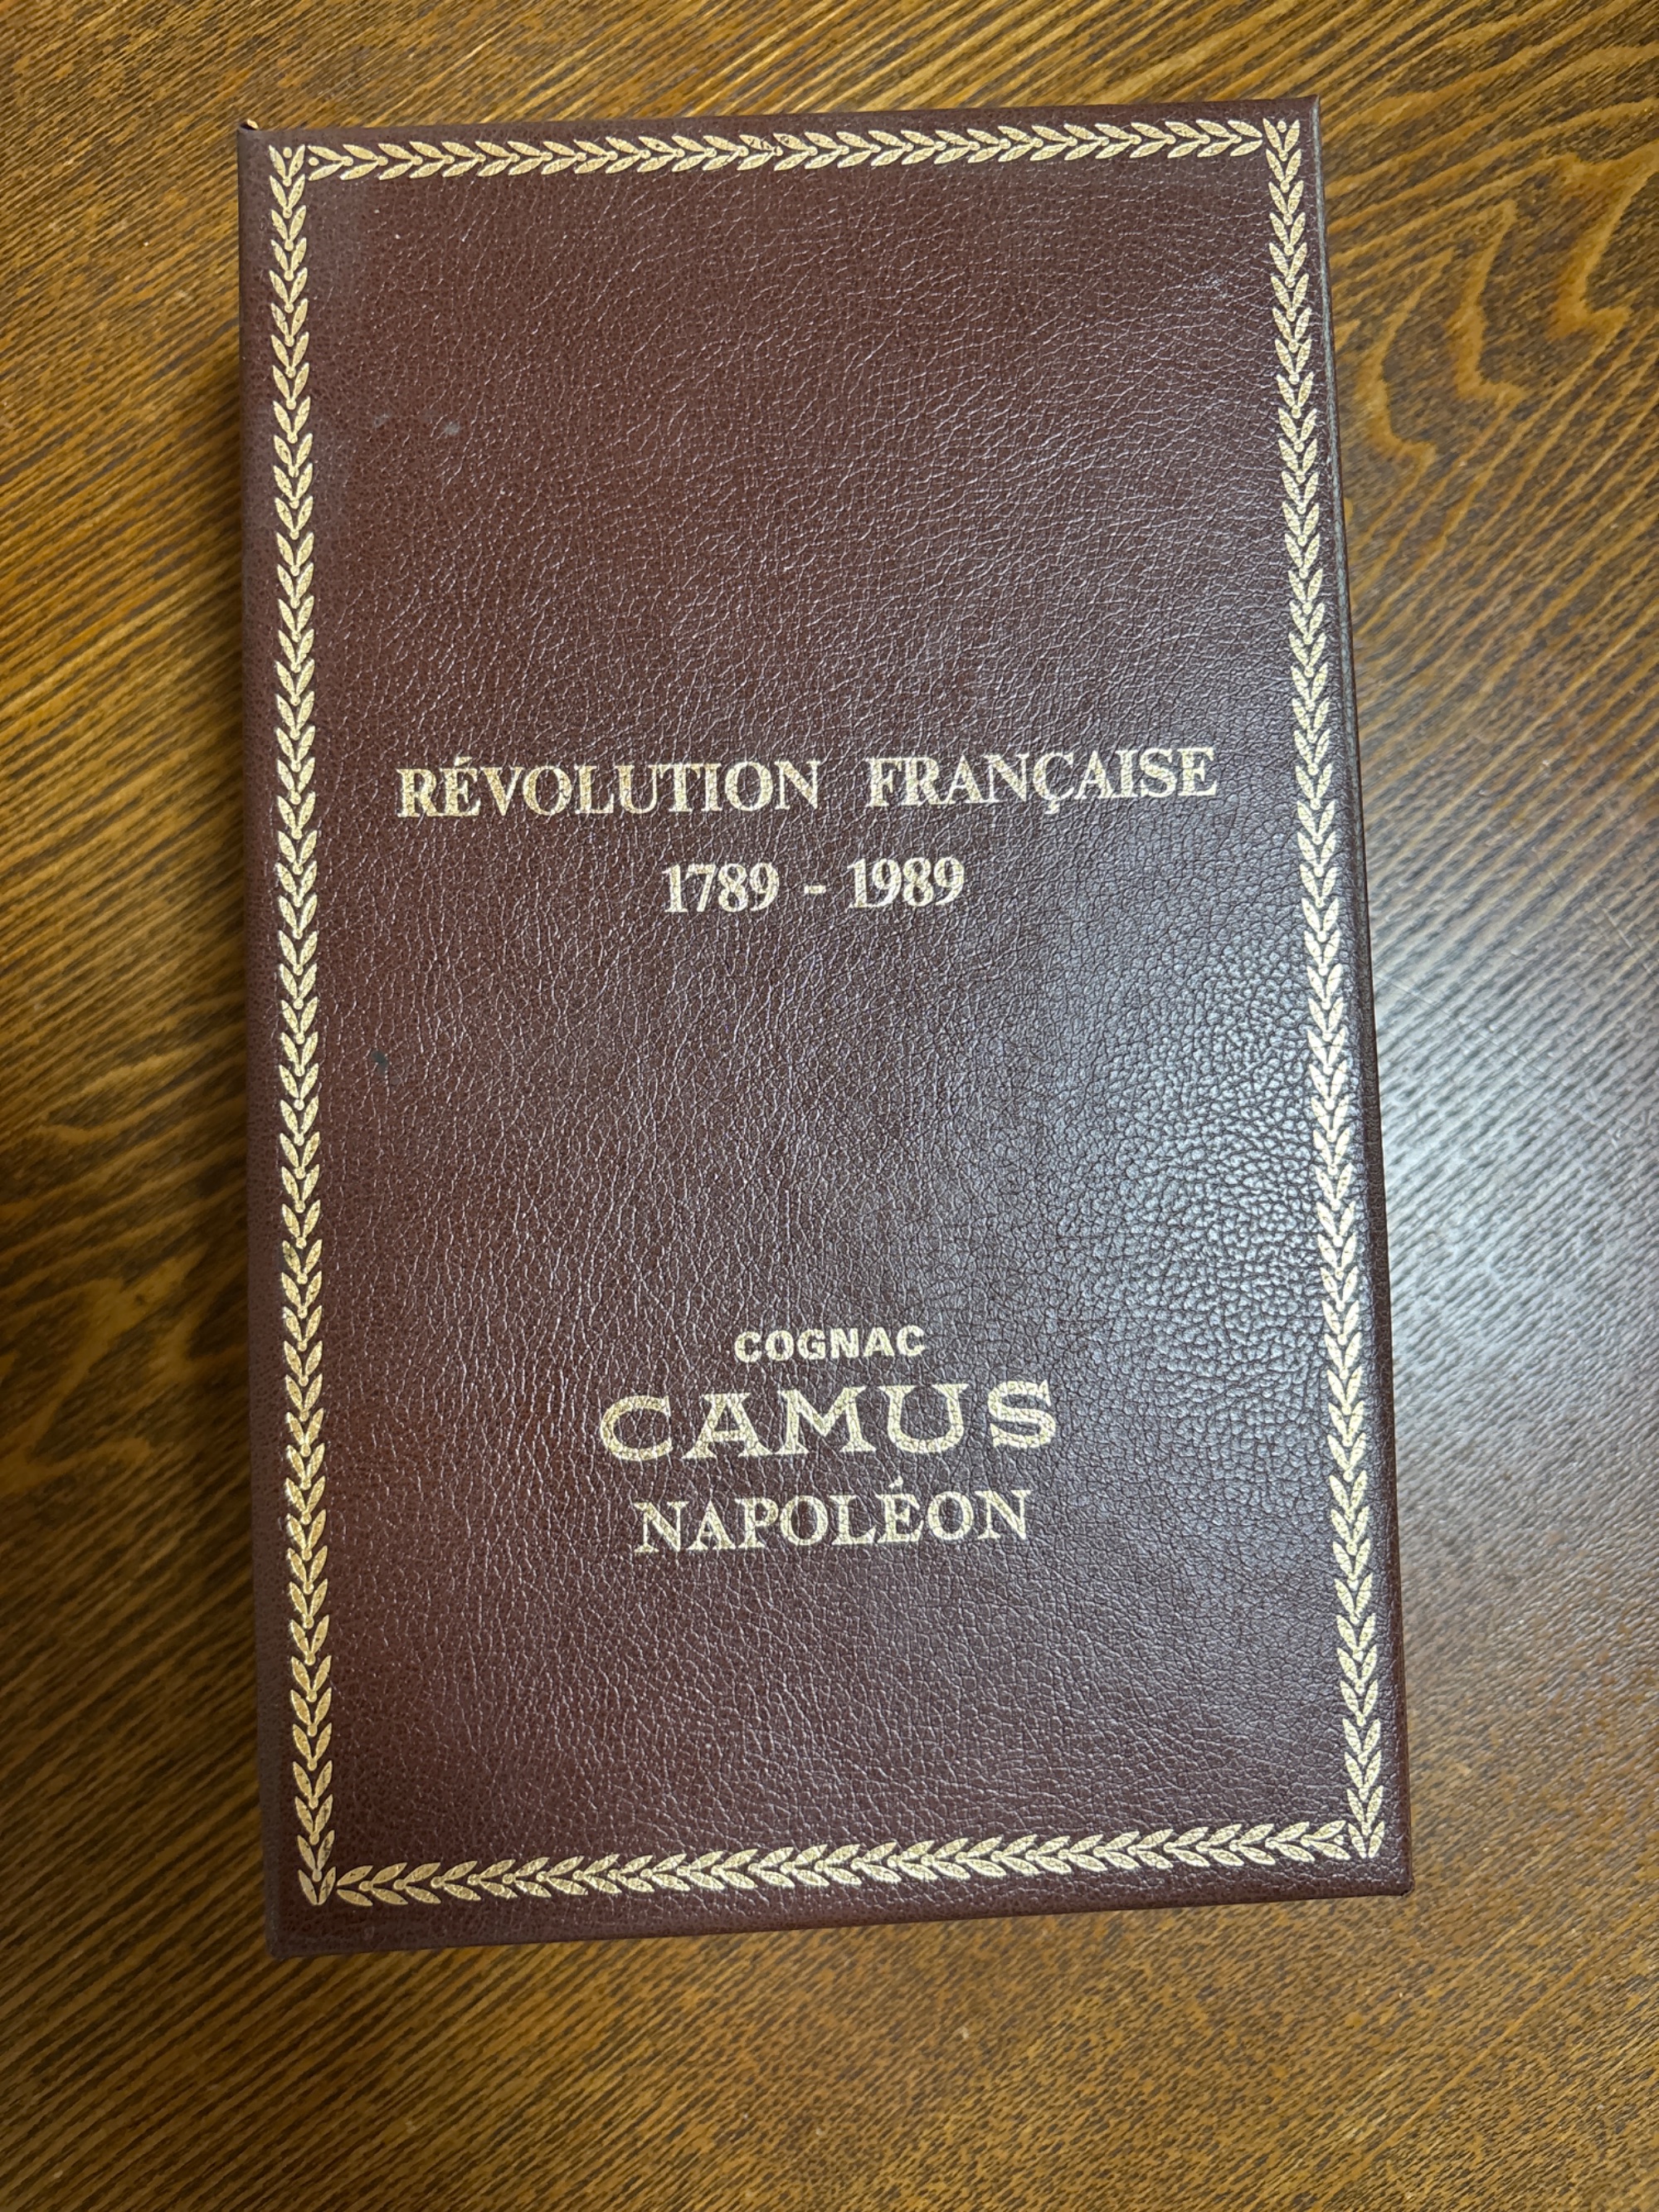 RÉVOLUTION FRANÇAISE
1789 - 1989
COGNAC
CAMUS
NAPOLÉON